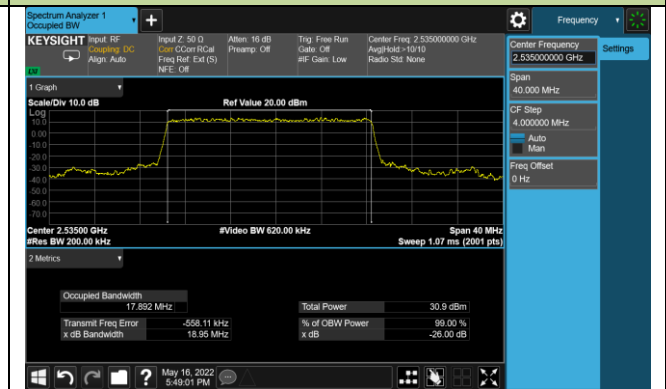 Spectrum Analyzer 1
Occupied BW
+
Frequency
KEYSIGHT
Input: RF
Coupling: DC
Align: Auto
Input Z: 50 Ω
Corr CCorr RCal
Freq Ref: Ext (S)
NFE: Off
Atten: 16 dB
Preamp: Off
Trig: Free Run
Gate: Off
#IF Gain: Low
Center Freq: 2.535000000 GHz
Avg|Hold:>10/10
Radio Std: None
Center Frequency
2.535000000 GHz
Settings
Span
40.000 MHz
CF Step
4.000000 MHz
Auto
Man
Freq Offset
0 Hz
1 Graph
Scale/Div 10.0 dB
Ref Value 20.00 dBm
Log
10.0
0.00
-10.0
-20.0
-30.0
-40.0
-50.0
-60.0
-70.0
Center 2.53500 GHz
#Video BW 620.00 kHz
Span 40 MHz
#Res BW 200.00 kHz
Sweep 1.07 ms (2001 pts)
2 Metrics
Occupied Bandwidth
17.892 MHz
Total Power
30.9 dBm
Transmit Freq Error
-558.11 kHz
% of OBW Power
99.00 %
x dB Bandwidth
18.95 MHz
x dB
-26.00 dB
?
May 16, 2022
5:49:01 PM